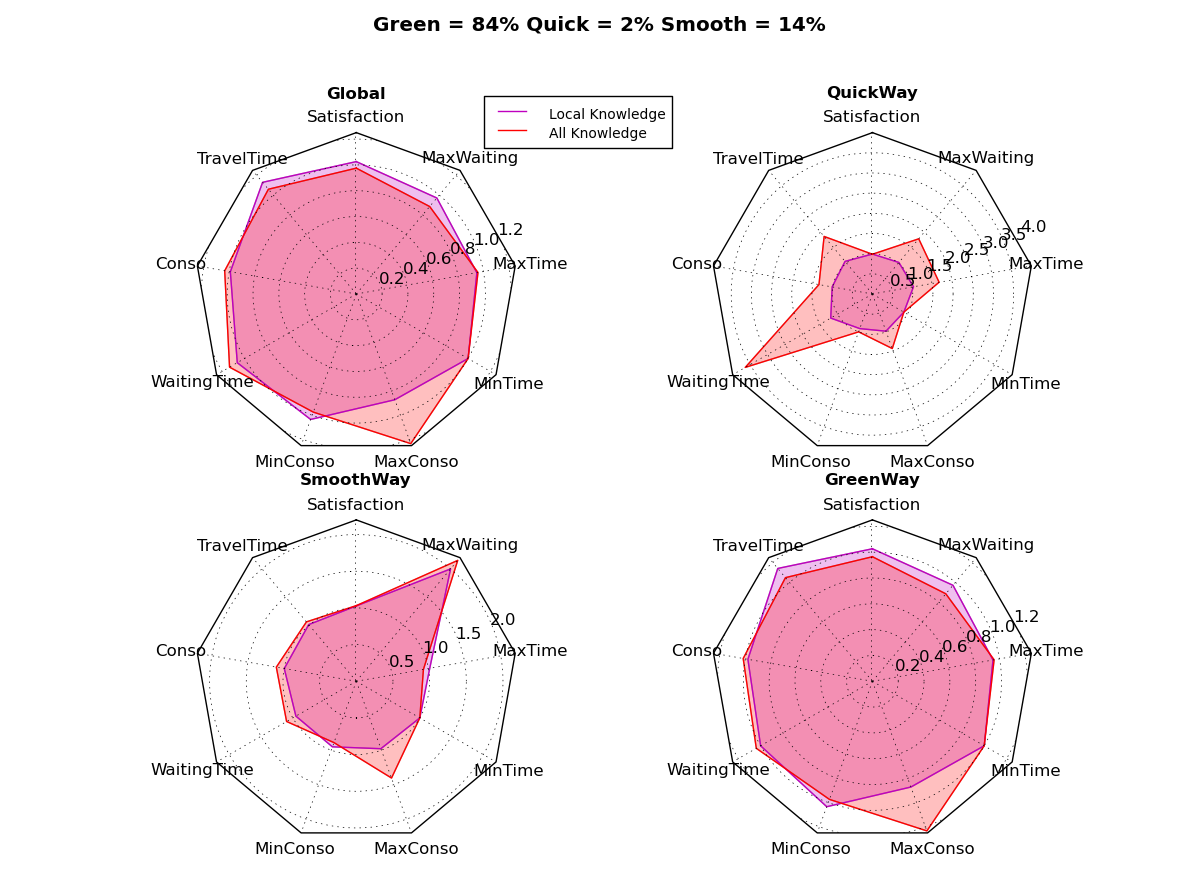 Green = 84% Quick = 2% Smooth = 14%
Global
Satisfaction
TravelTime
MaxWaiting
Conso
MaxTime
WaitingTime
MinTime
MinConso
MaxConso
0.2
0.4
0.6
0.8
1.0
1.2
Local Knowledge
All Knowledge
QuickWay
Satisfaction
TravelTime
MaxWaiting
Conso
MaxTime
WaitingTime
MinTime
MinConso
MaxConso
0.5
1.0
1.5
2.0
2.5
3.0
3.5
4.0
SmoothWay
Satisfaction
TravelTime
MaxWaiting
Conso
MaxTime
WaitingTime
MinTime
MinConso
MaxConso
0.5
1.0
1.5
2.0
GreenWay
Satisfaction
TravelTime
MaxWaiting
Conso
MaxTime
WaitingTime
MinTime
MinConso
MaxConso
0.2
0.4
0.6
0.8
1.0
1.2